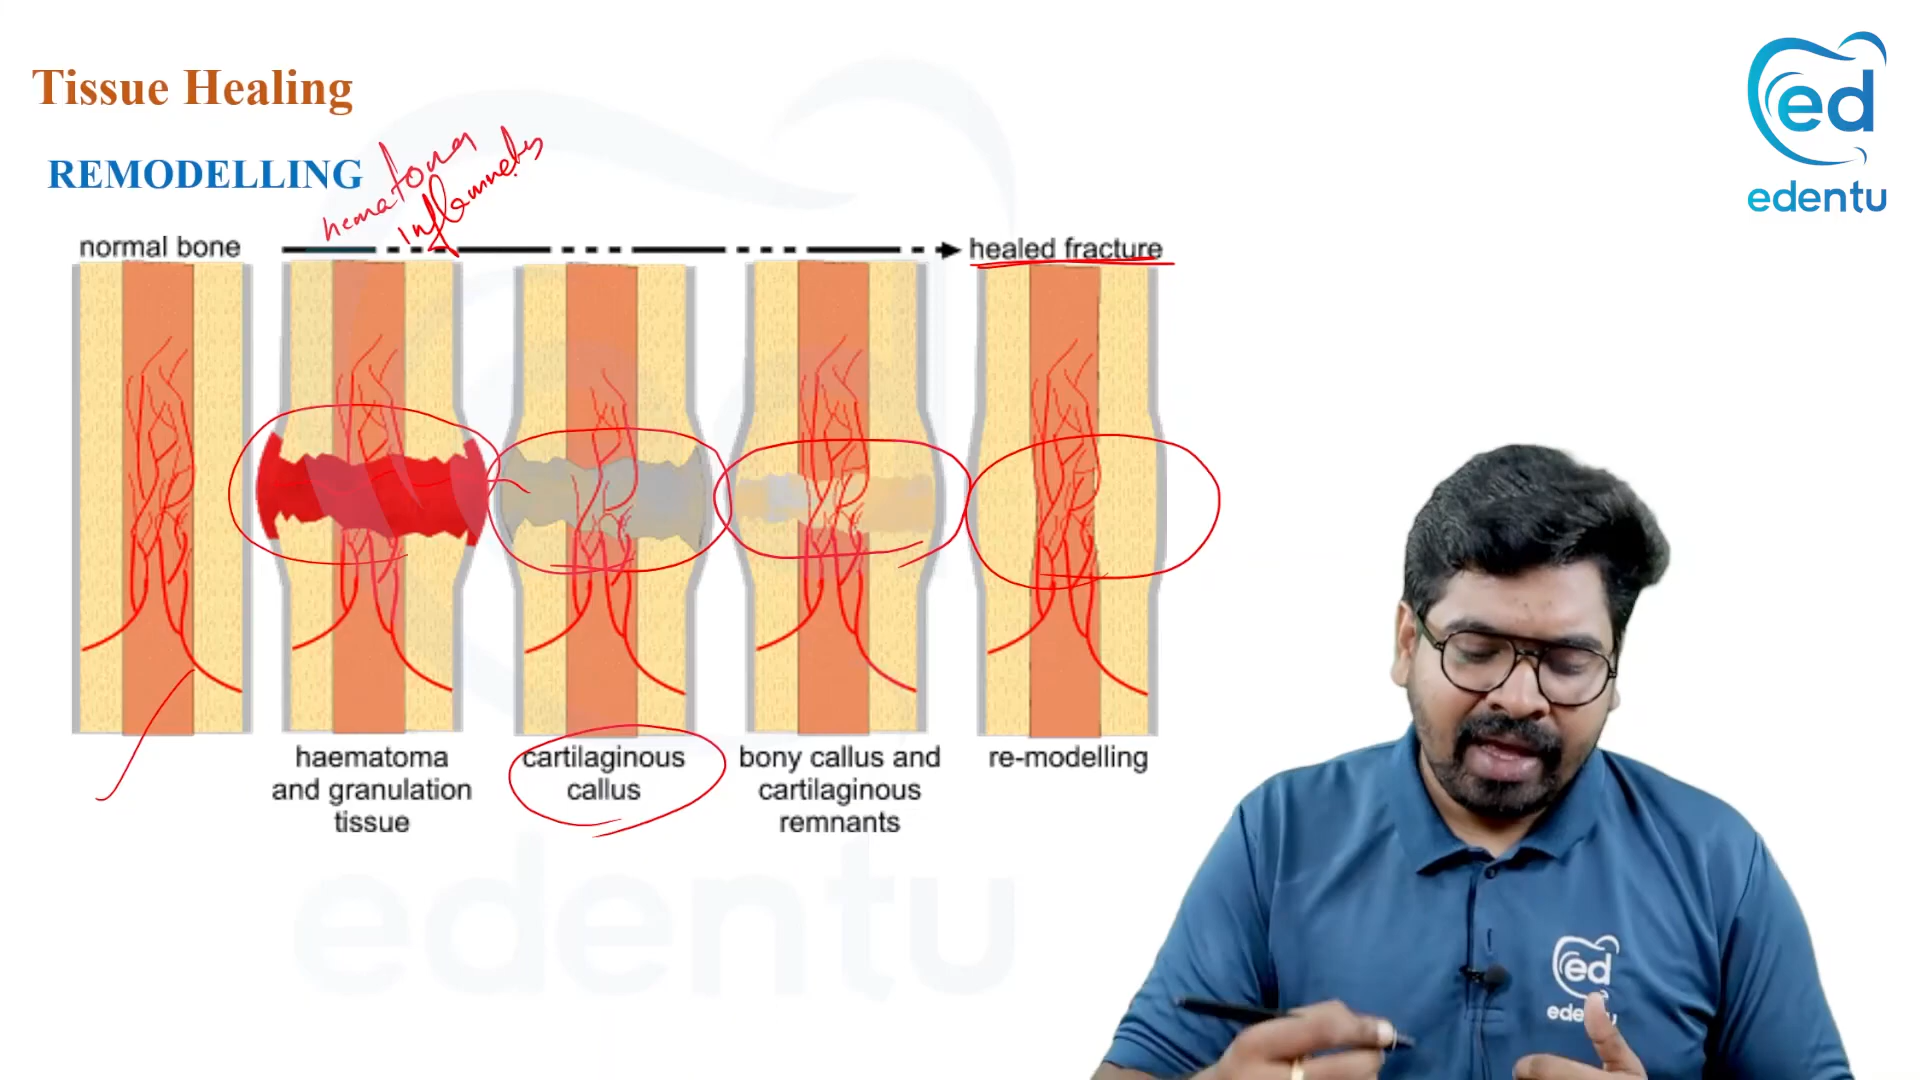 Tissue Healing
REMODELLING
hematoma
normal bone
healed fracture
haematoma
and granulation
tissue
cartilaginous
callus
bony callus and
cartilaginous
remnants
re-modelling
ed
edentu
edentu
ed